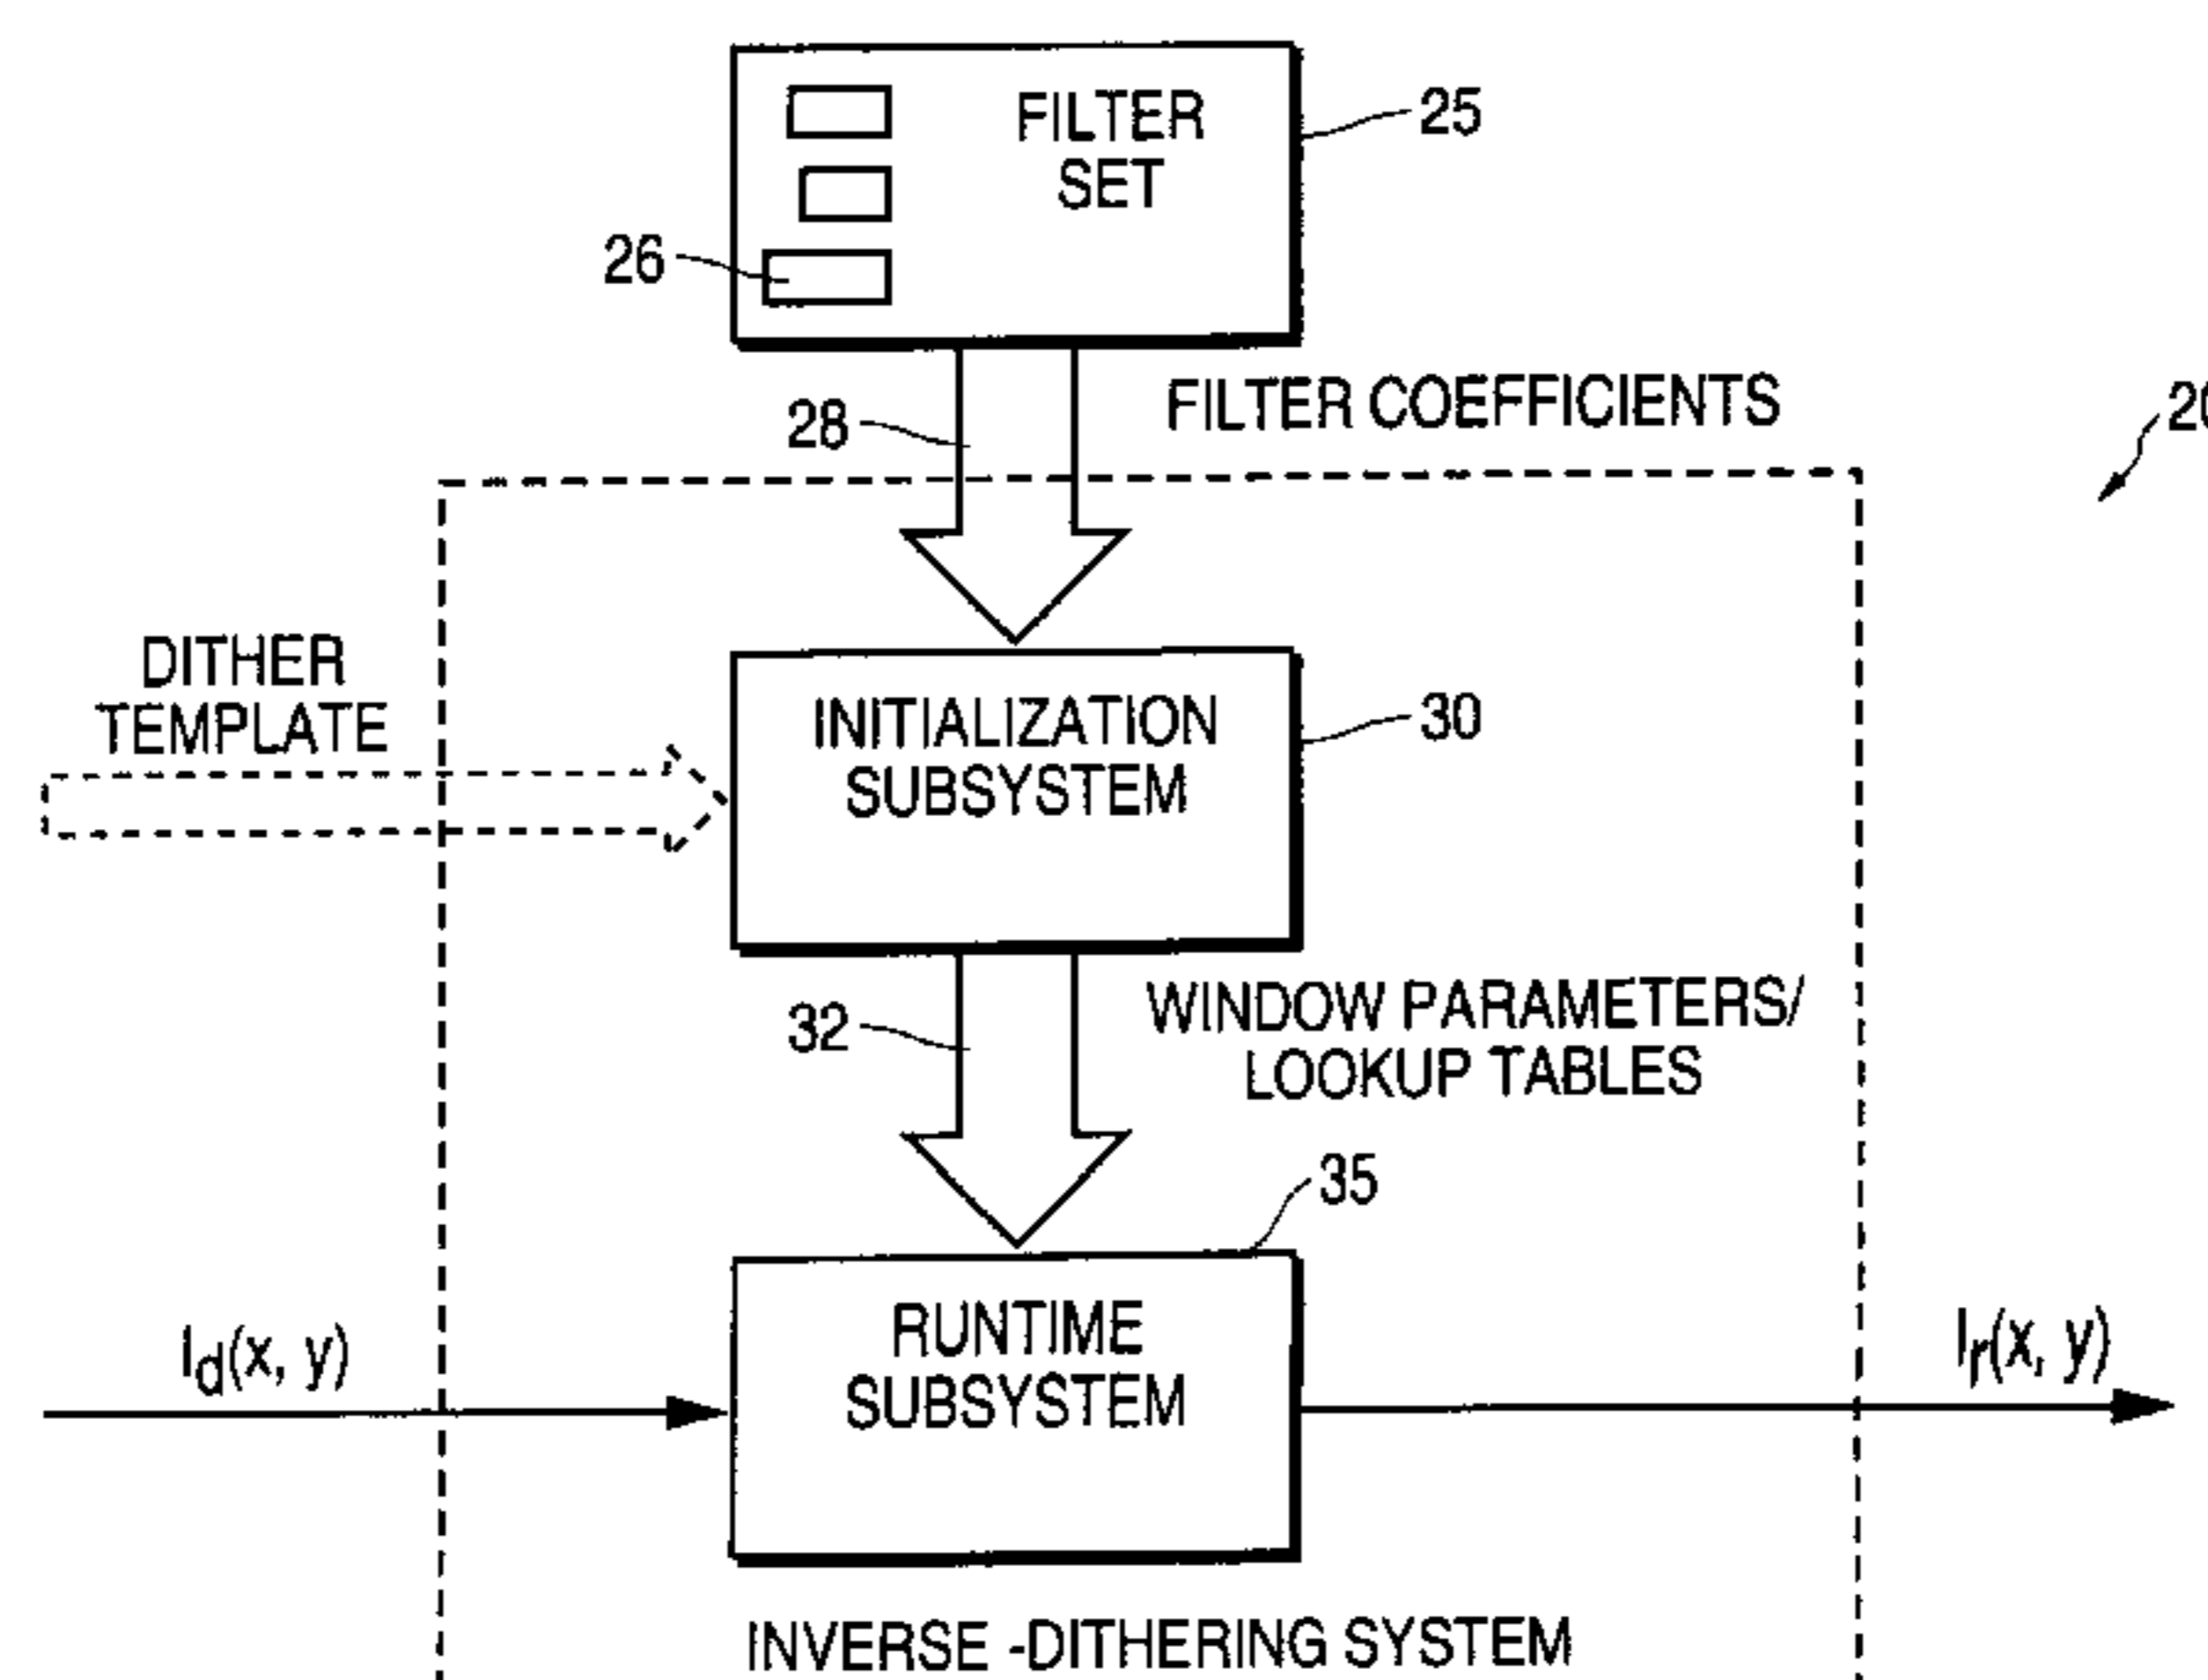 FILTER
SET
25
26
28
FILTER COEFFICIENTS
DITHER
TEMPLATE
INITIALIZATION
SUBSYSTEM
30
32
WINDOW PARAMETERS/
LOOKUP TABLES
35
Id(x, y)
RUNTIME
SUBSYSTEM
Ir(x, y)
INVERSE -DITHERING SYSTEM